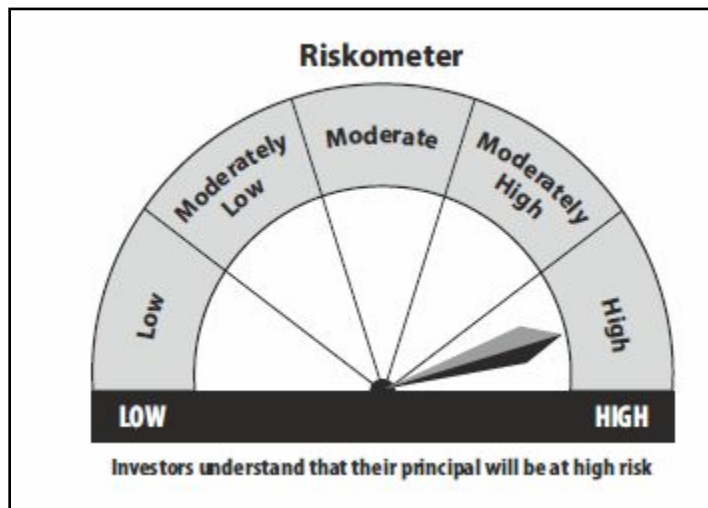 Riskometer
Low
Moderately
Low
Moderate
Moderately
High
High
LOW
HIGH
Investors understand that their principal will be at high risk